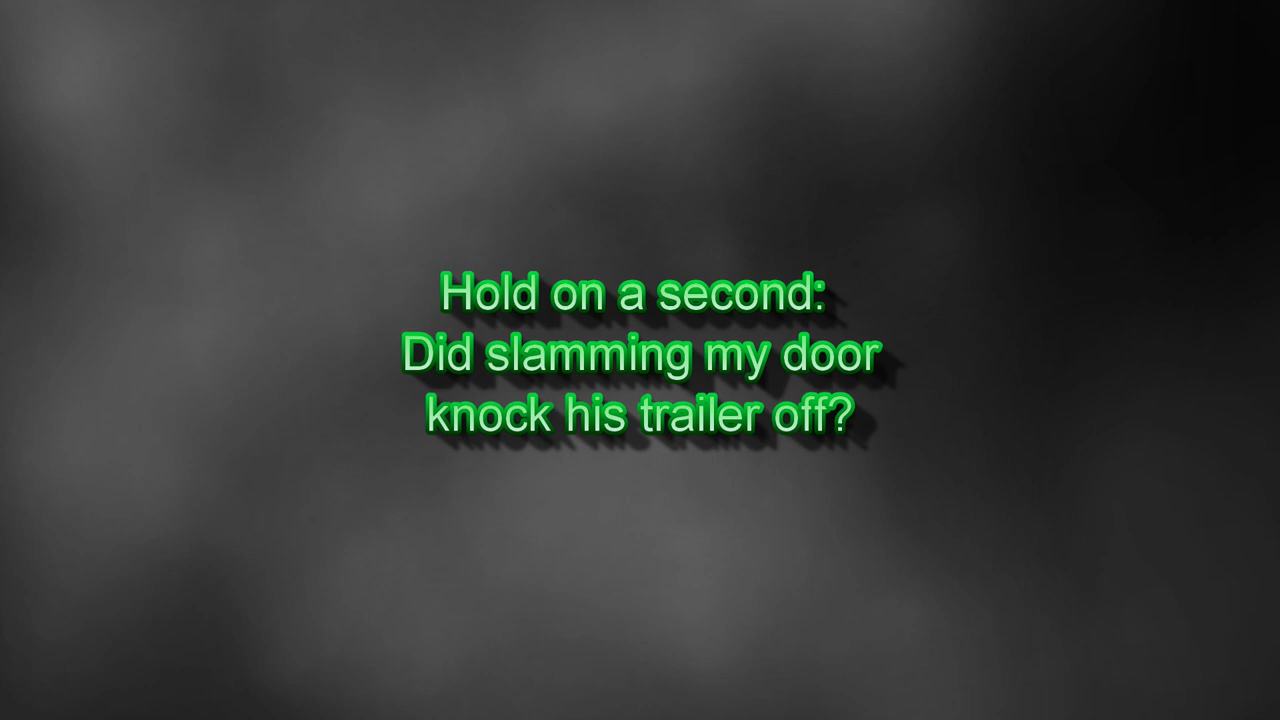 Hold on a second:
Did slamming my door
knock his trailer off?